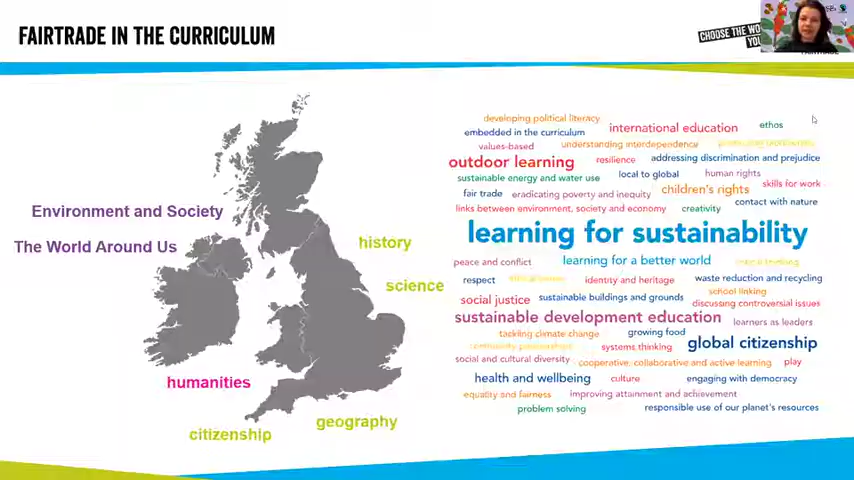 FAIRTRADE IN THE CURRICULUM
CHOOSE THE
Environment and Society
The World Around Us
history
science
humanities
citizenship
geography
developing political literacy
international education
ethos
embedded in the curriculum
values-based
understanding interdependence
outdoor learning
resilience
addressing discrimination and prejudice
sustainable energy and water use
local to global
human rights
skills for work
fair trade
eradicating poverty and inequity
children's rights
contact with nature
links between environment, society and economy
creativity
learning for sustainability
peace and conflict
learning for a better world
respect
identity and heritage
waste reduction and recycling
school linking
social justice
sustainable buildings and grounds
discussing controversial issues
sustainable development education
learners as leaders
tackling climate change
growing food
global citizenship
systems thinking
social and cultural diversity
cooperative, collaborative and active learning
play
health and wellbeing
culture
engaging with democracy
equality and fairness
improving attainment and achievement
problem solving
responsible use of our planet's resources